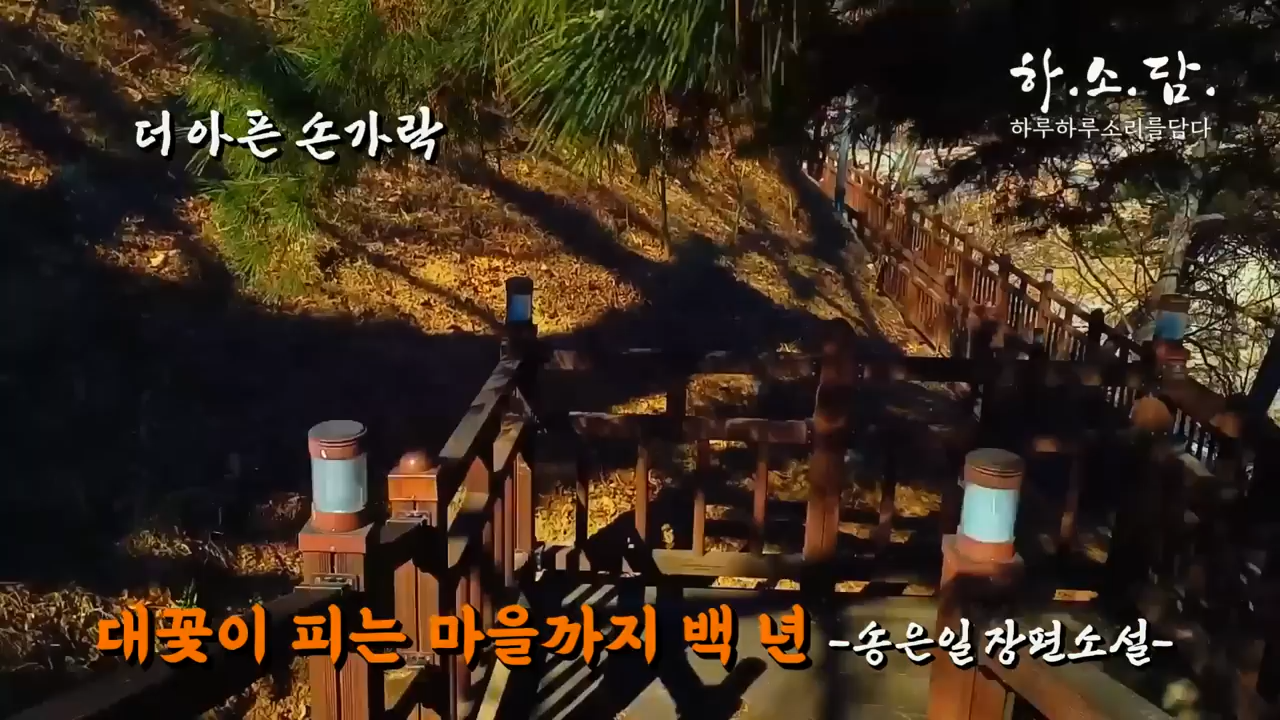 더 아픈 손가락
하.소.담.
하루하루 소리를 담다
대꽃이 피는 마을까지 백 년 -송은일 장편소설-